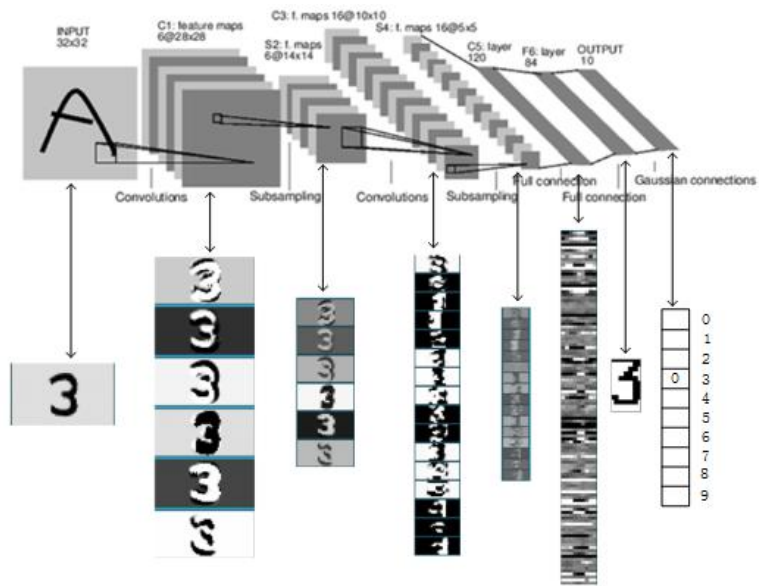 INPUT
32x32
C1: feature maps
6@28x28
S2: f. maps
6@14x14
C3: f. maps 16@10x10
S4: f. maps 16@5x5
C5: layer
120
F6: layer
84
OUTPUT
10
A
Convolutions
Subsampling
Convolutions
Subsampling
Full connection
Full connection
Gaussian connections
3
3
0
0
1
2
3
4
5
6
7
8
9